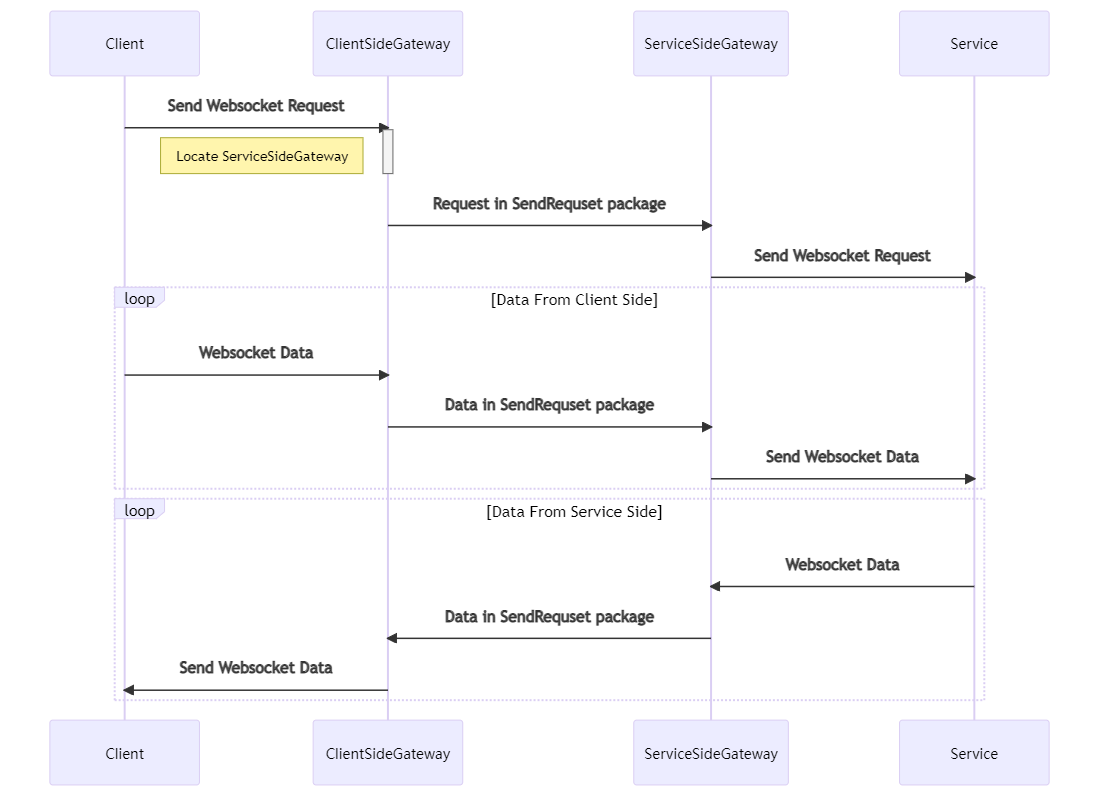 Client
ClientSideGateway
ServiceSideGateway
Service
Send Websocket Request
Locate ServiceSideGateway
Request in SendRequset package
Send Websocket Request
loop
[Data From Client Side]
Websocket Data
Data in SendRequset package
Send Websocket Data
loop
[Data From Service Side]
Websocket Data
Data in SendRequset package
Send Websocket Data
Client
ClientSideGateway
ServiceSideGateway
Service